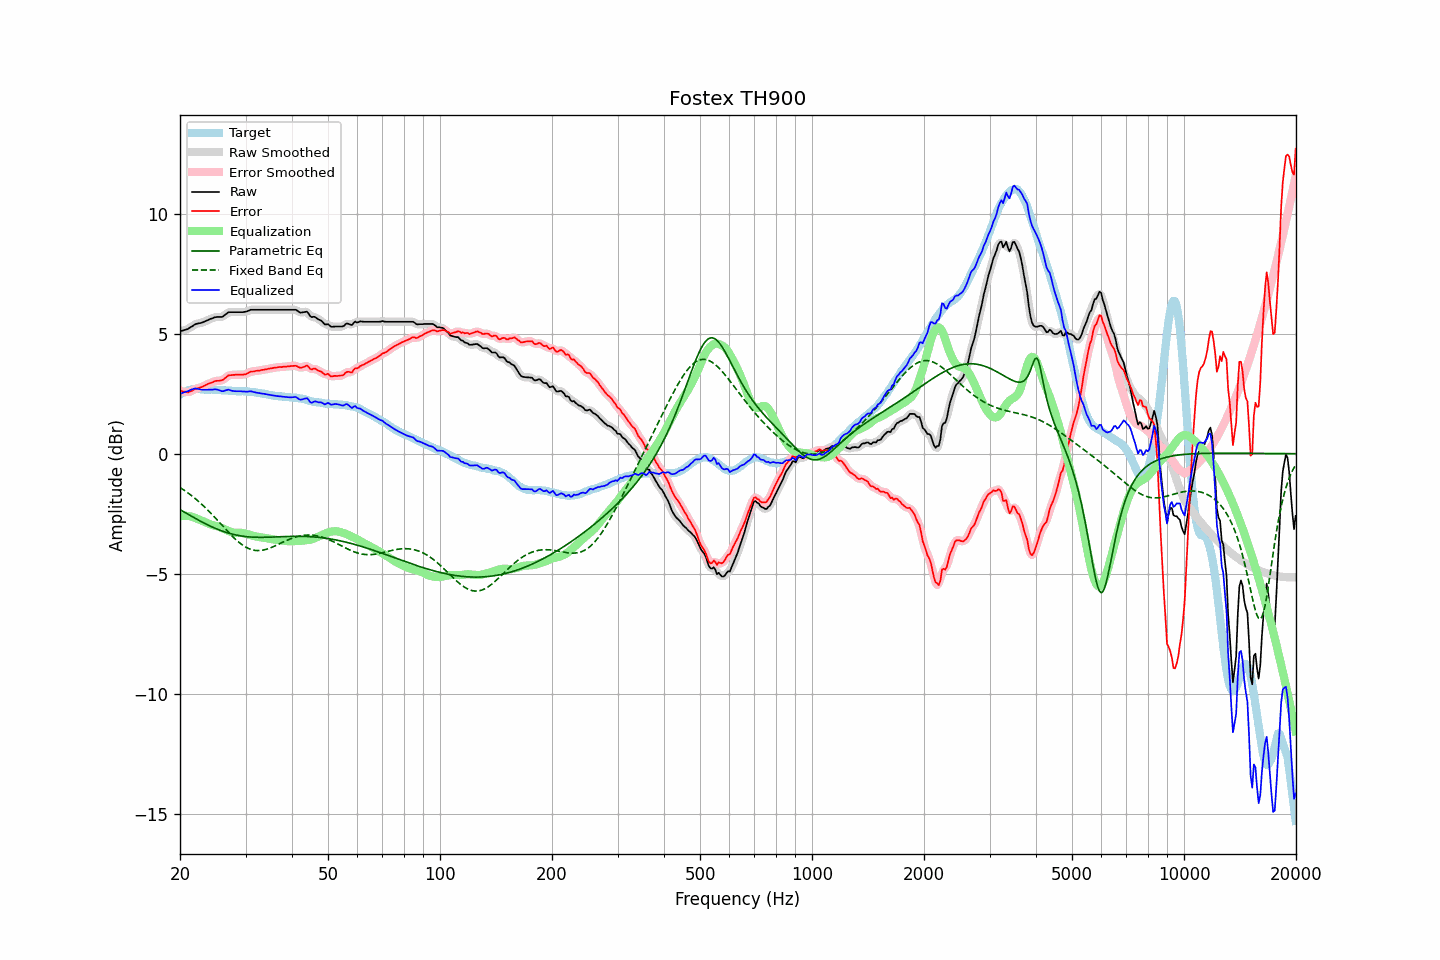 Fostex TH900
Target
Raw Smoothed
Error Smoothed
Raw
Error
Equalization
Parametric Eq
Fixed Band Eq
Equalized
10
5
0
−5
−10
−15
Amplitude (dBr)
20 50 100 200 500 1000 2000 5000 10000 20000
Frequency (Hz)